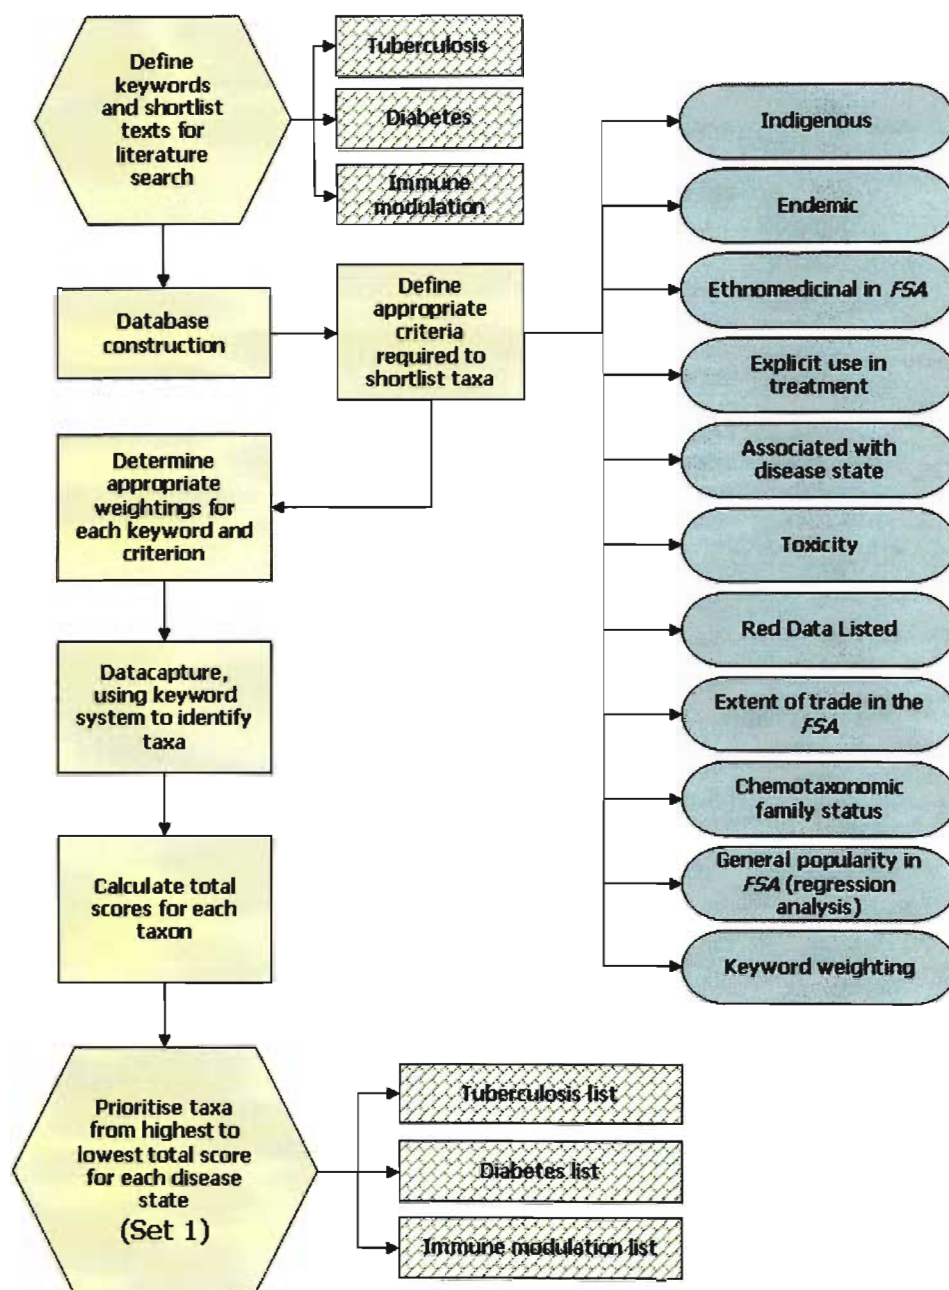 Define
keywords
and shortlist
texts for
literature
search
Tuberculosis
Diabetes
Immune
modulation
Database
construction
Define
appropriate
criteria
required to
shortlist taxa
Indigenous
Endemic
Ethnomedicinal in FSA
Explicit use in
treatment
Associated with
disease state
Toxicity
Red Data Listed
Extent of trade in the
FSA
Chemotaxonomic
family status
General popularity in
FSA (regression
analysis)
Keyword weighting
Determine
appropriate
weightings for
each keyword and
criterion
Datacapture,
using keyword
system to identify
taxa
Calculate total
scores for each
taxon
Prioritise taxa
from highest to
lowest total score
for each disease
state
(Set 1)
Tuberculosis list
Diabetes list
Immune modulation list